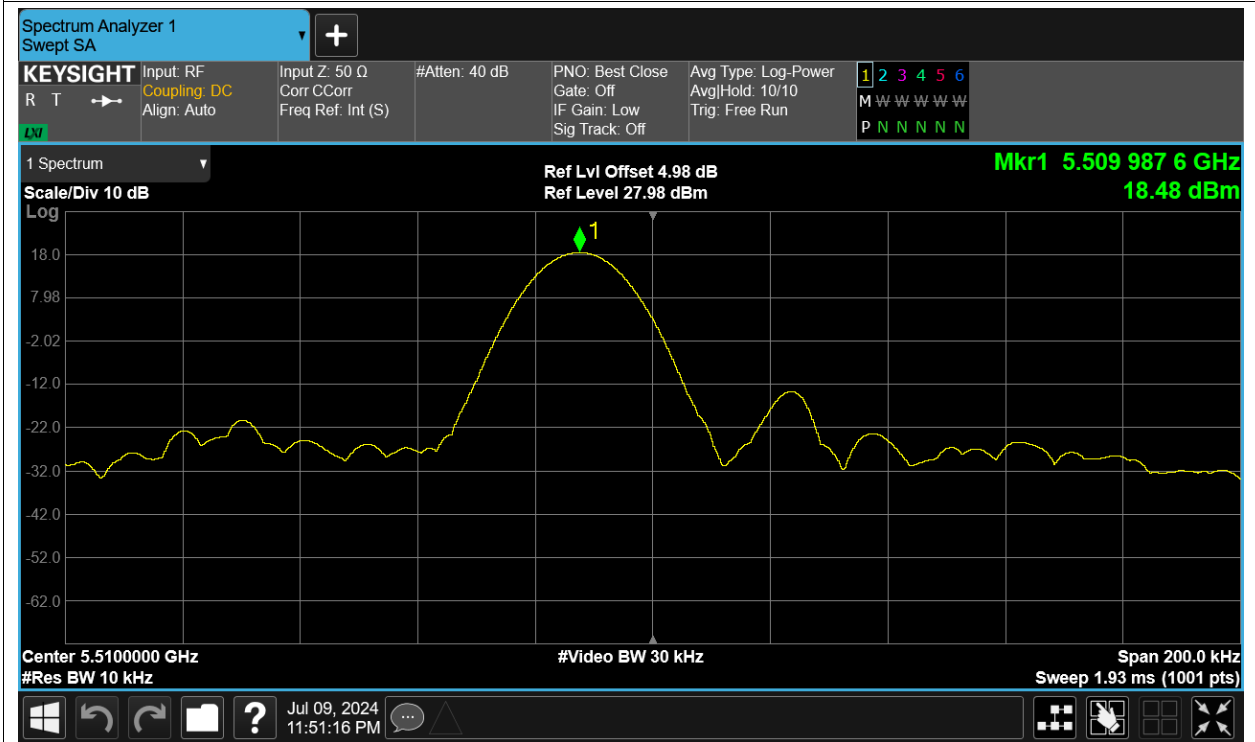 Spectrum Analyzer 1
Swept SA
KEYSIGHT
R T
LXI
Input: RF
Coupling: DC
Align: Auto
Input Z: 50 Ω
Corr CCorr
Freq Ref: Int (S)
#Atten: 40 dB
PNO: Best Close
Gate: Off
IF Gain: Low
Sig Track: Off
Avg Type: Log-Power
Avg|Hold: 10/10
Trig: Free Run
1 2 3 4 5 6
M W W W W W
P N N N N N
1 Spectrum
Scale/Div 10 dB
Log
Ref Lvl Offset 4.98 dB
Ref Level 27.98 dBm
Mkr1 5.509 987 6 GHz
18.48 dBm
1
18.0
7.98
-2.02
-12.0
-22.0
-32.0
-42.0
-52.0
-62.0
Center 5.5100000 GHz
#Res BW 10 kHz
#Video BW 30 kHz
Span 200.0 kHz
Sweep 1.93 ms (1001 pts)
?
Jul 09, 2024
11:51:16 PM